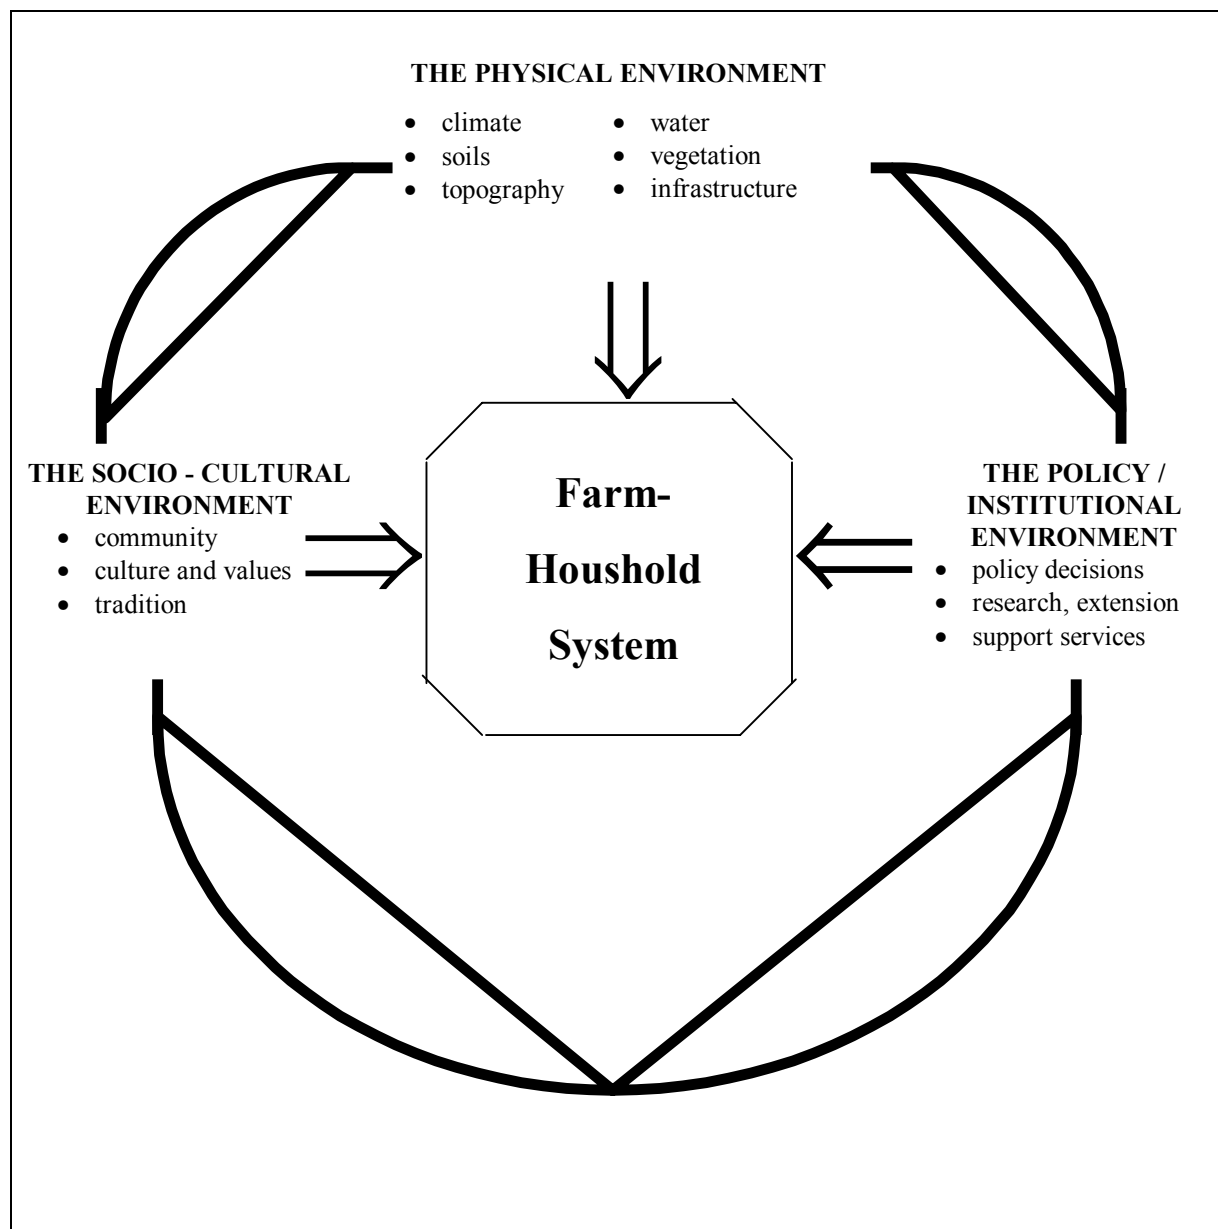 THE PHYSICAL ENVIRONMENT
• climate
• soils
• topography
• water
• vegetation
• infrastructure
THE SOCIO - CULTURAL
ENVIRONMENT
• community
• culture and values
• tradition
Farm-
Houshold
System
THE POLICY /
INSTITUTIONAL
ENVIRONMENT
• policy decisions
• research, extension
• support services